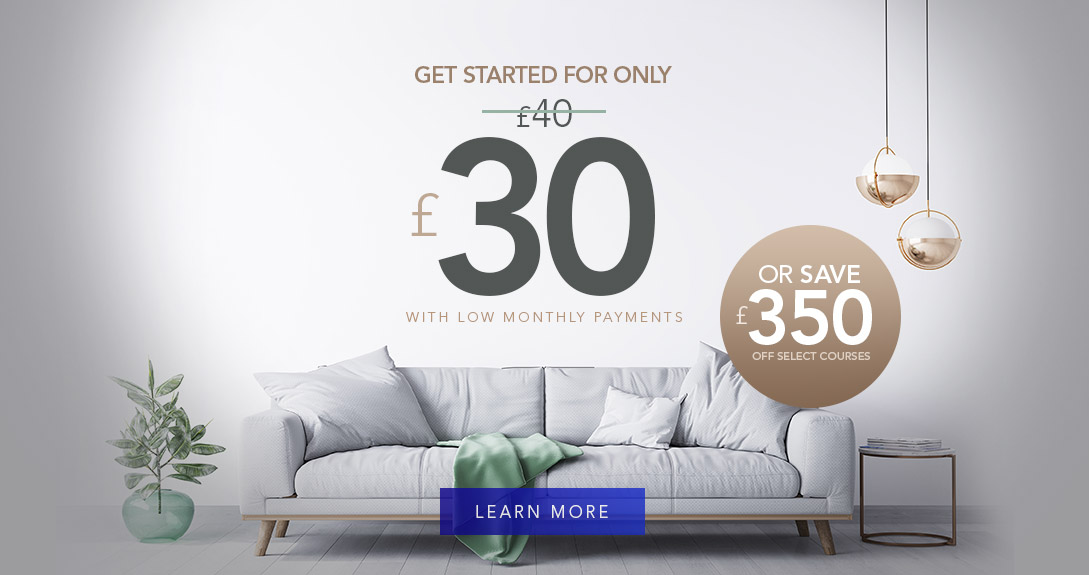 GET STARTED FOR ONLY
£40
£30
WITH LOW MONTHLY PAYMENTS
OR SAVE
£350
OFF SELECT COURSES
LEARN MORE